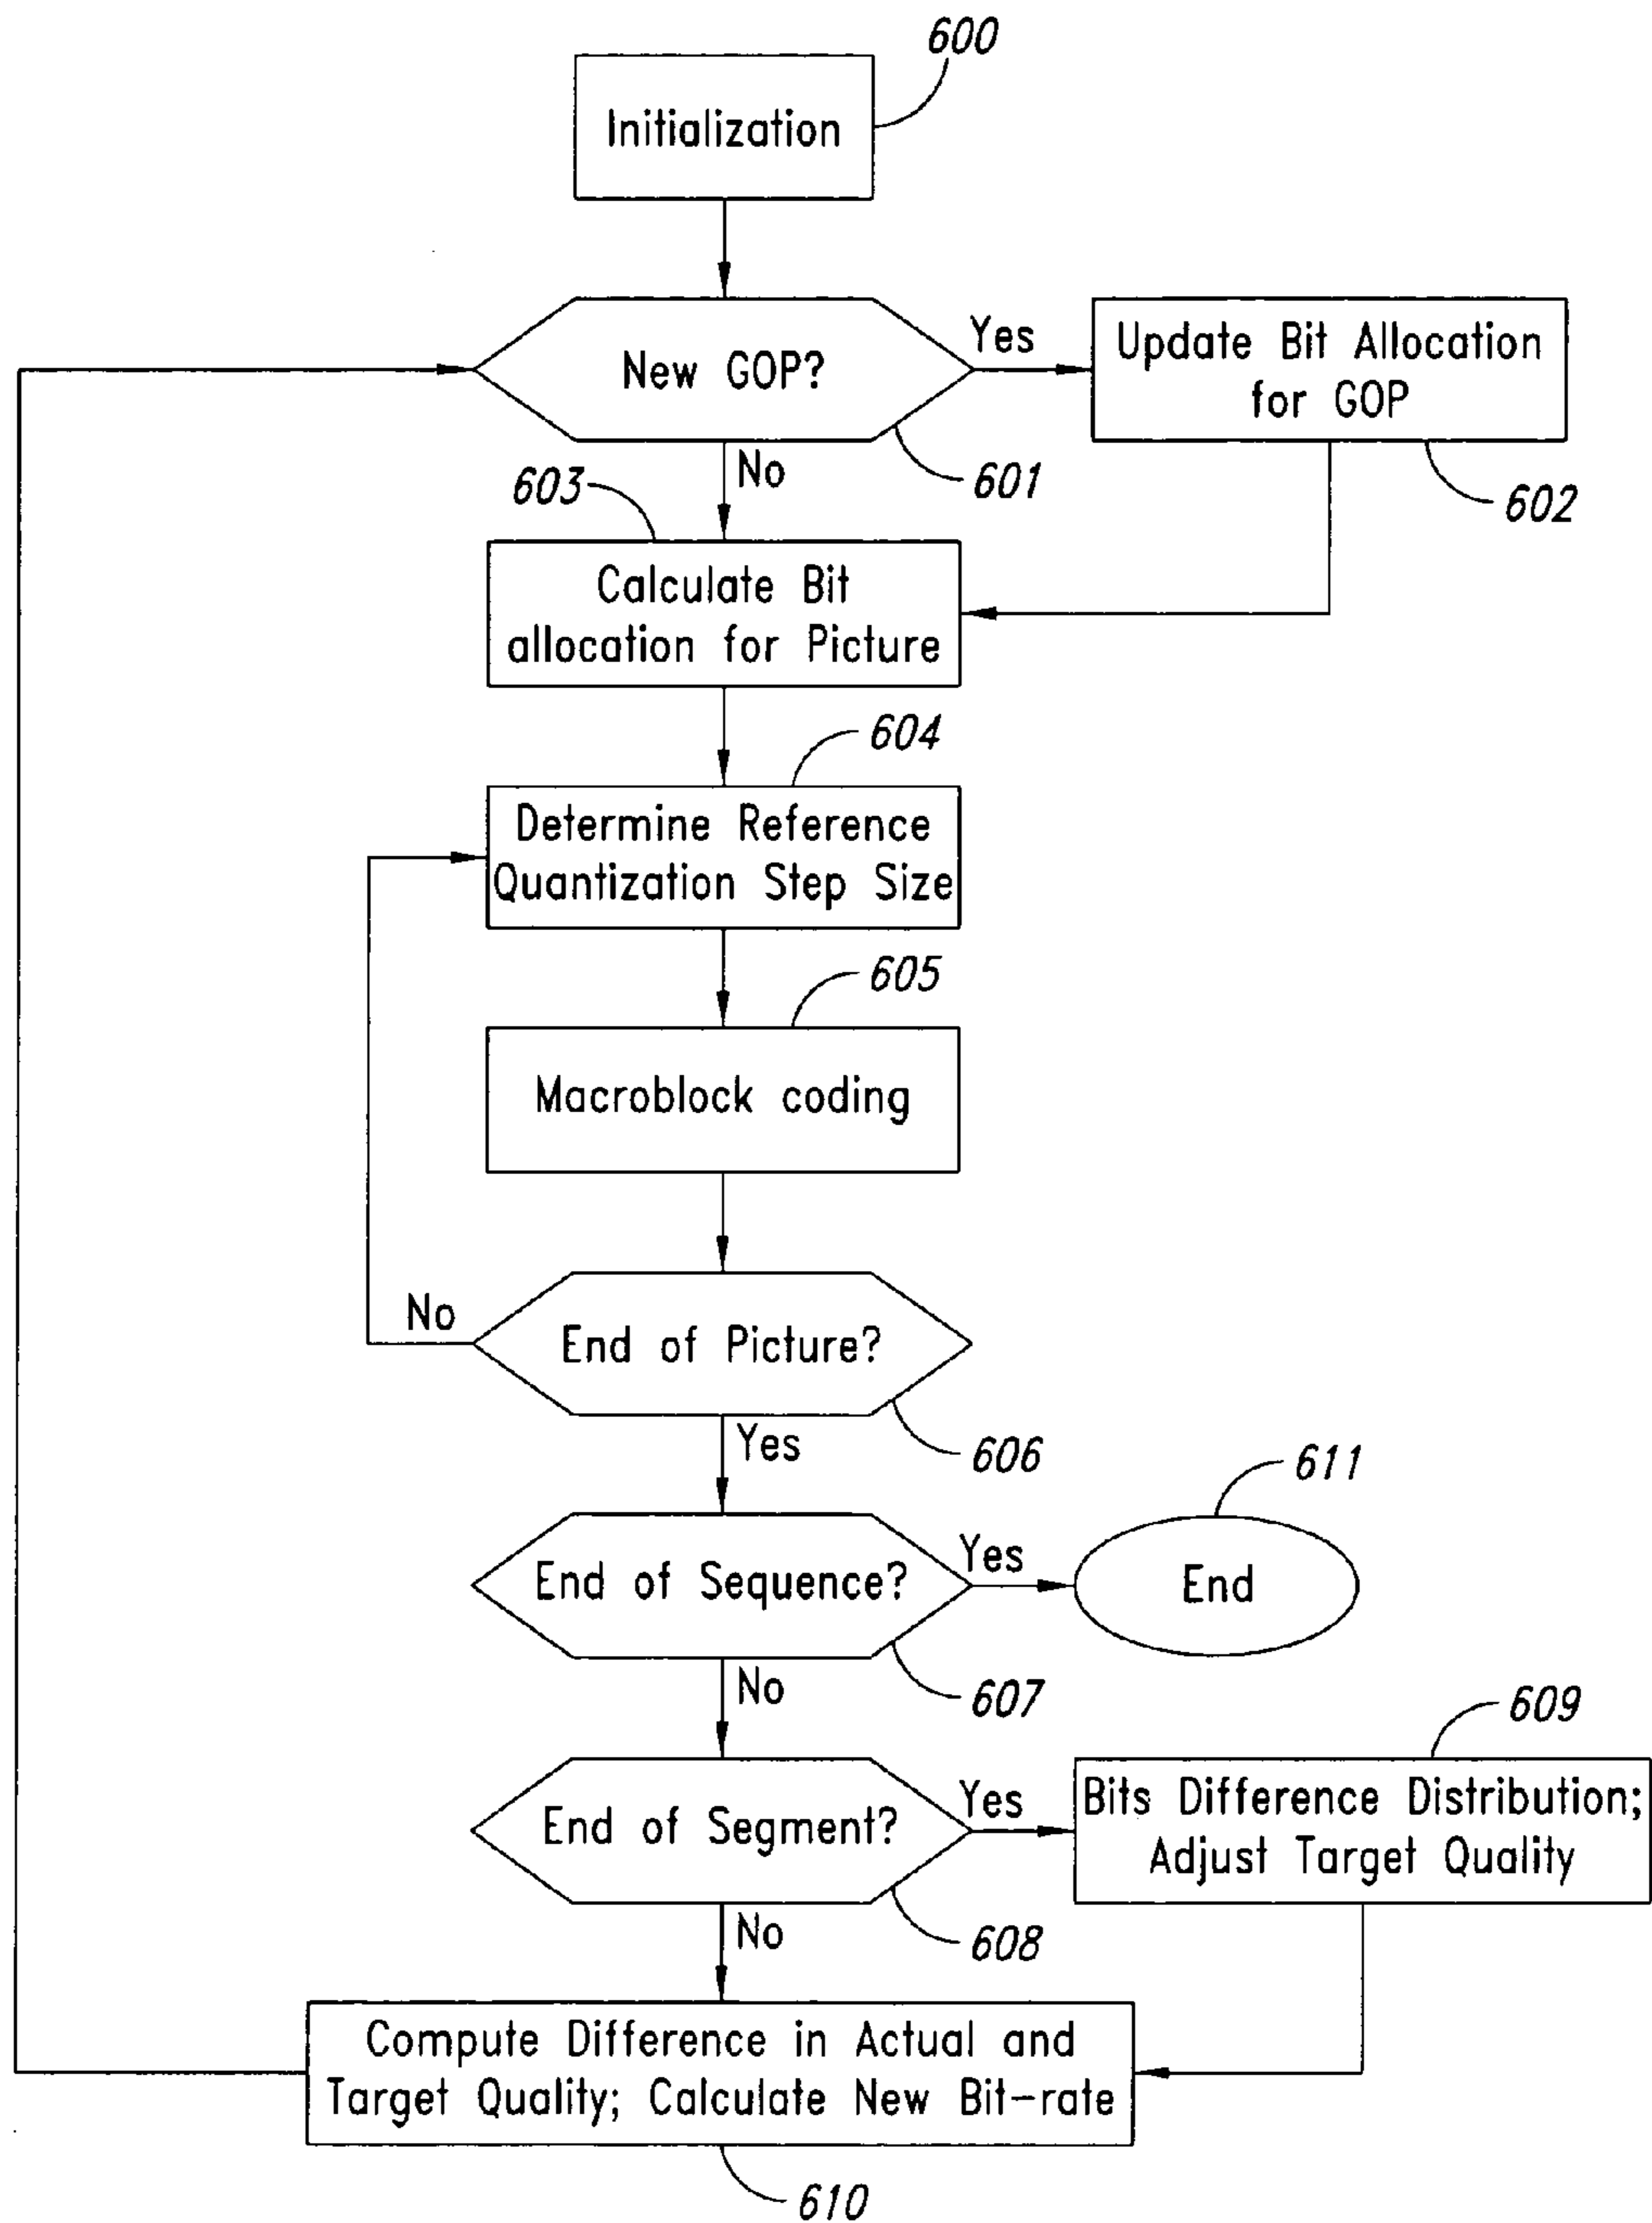 600
Initialization
New GOP?
Yes
Update Bit Allocation
for GOP
No
601
602
603
Calculate Bit
allocation for Picture
604
Determine Reference
Quantization Step Size
605
Macroblock coding
No
End of Picture?
606
Yes
611
End of Sequence?
Yes
End
607
No
609
End of Segment?
Yes
Bits Difference Distribution;
Adjust Target Quality
608
No
Compute Difference in Actual and
Target Quality; Calculate New Bit-rate
610